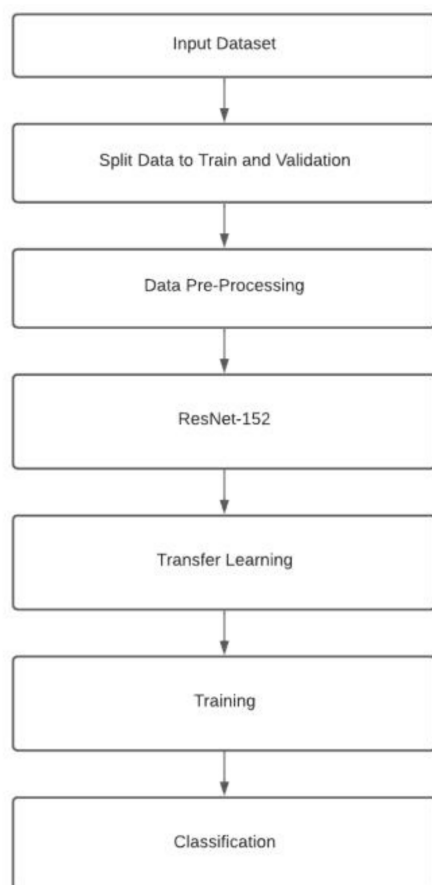 Input Dataset
Split Data to Train and Validation
Data Pre-Processing
ResNet-152
Transfer Learning
Training
Classification